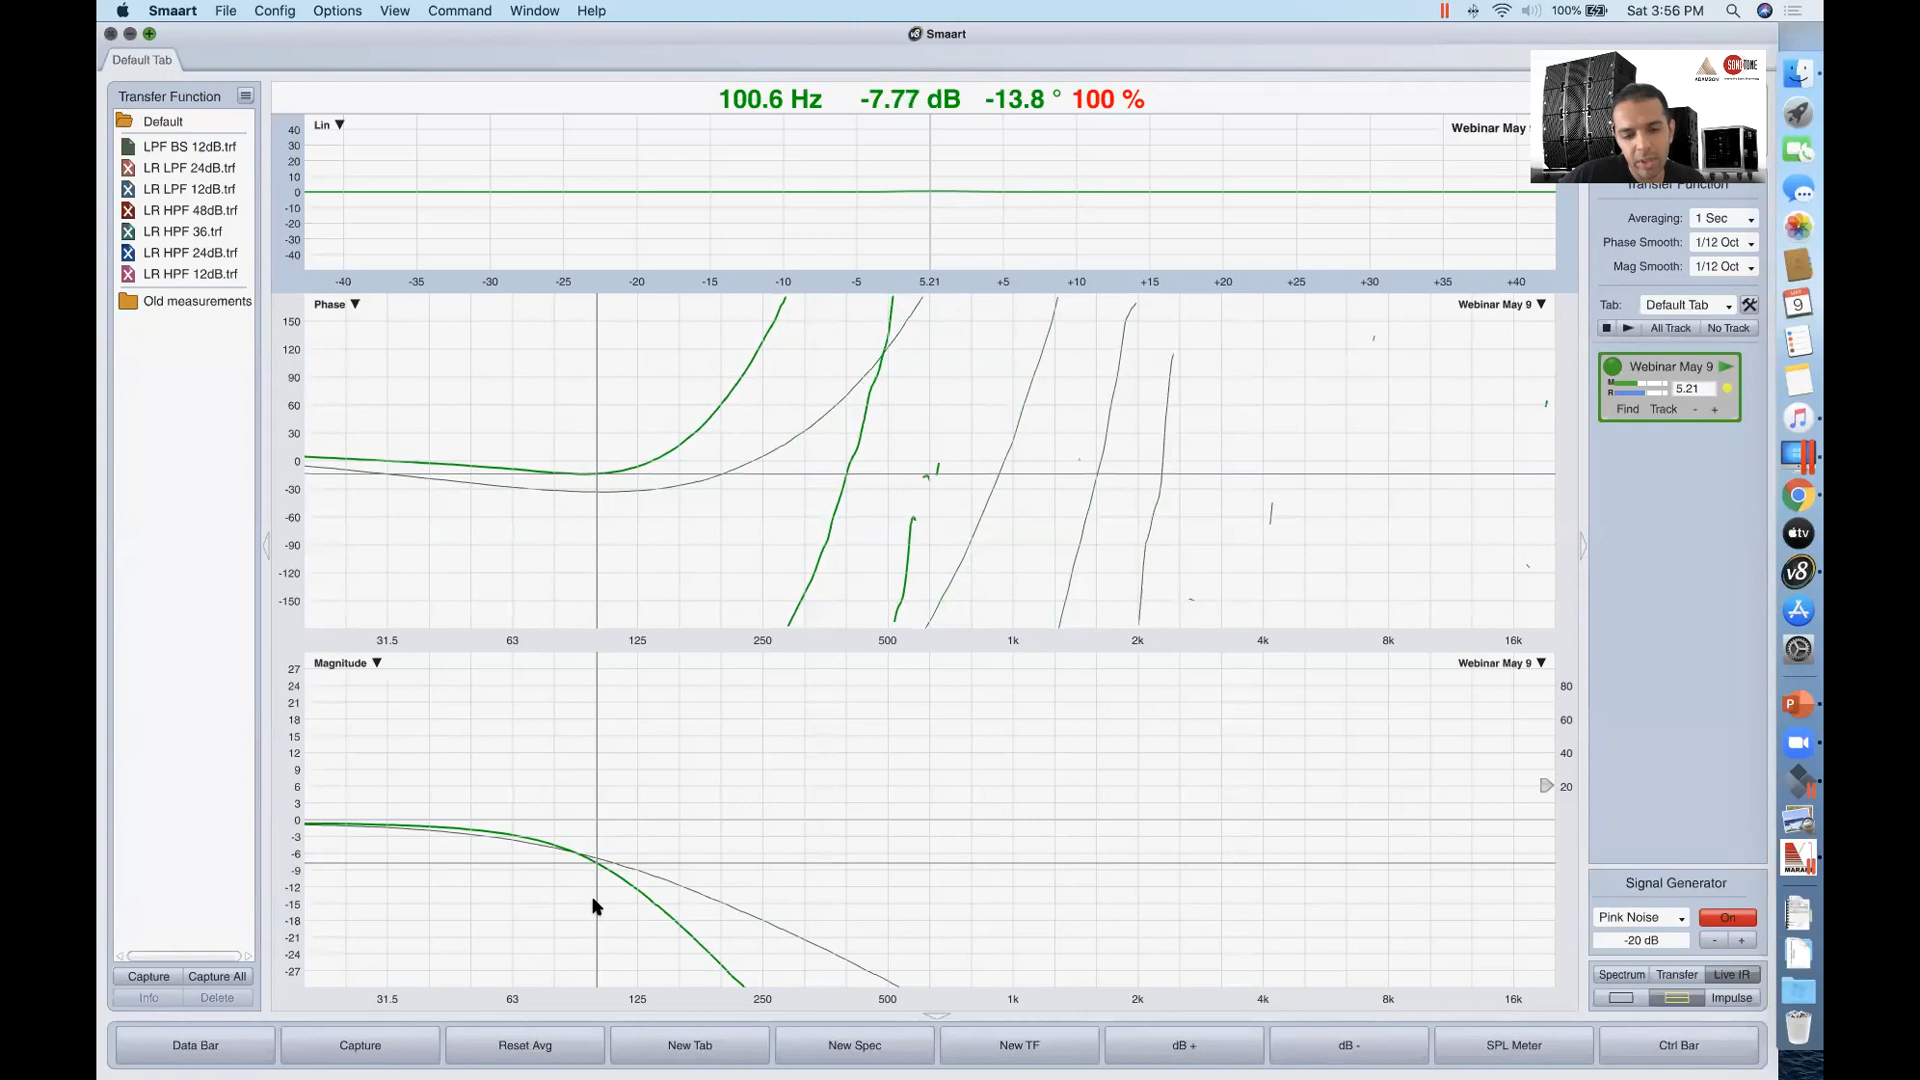 Smaart File Config Options View Command Window Help 100% Sat 3:56 PM
v8 Smaart
Default Tab
Transfer Function
Default
LPF BS 12dB.trf
LR LPF 24dB.trf
LR LPF 12dB.trf
LR HPF 48dB.trf
LR HPF 36.trf
LR HPF 24dB.trf
LR HPF 12dB.trf
Old measurements
Capture Capture All
Info Delete
100.6 Hz -7.77 dB -13.8 ° 100 %
Lin ▼ Webinar May 9
40
30
20
10
0
-10
-20
-30
-40
-40 -35 -30 -25 -20 -15 -10 -5 5.21 +5 +10 +15 +20 +25 +30 +35 +40
Phase ▼ Webinar May 9 ▼
150
120
90
60
30
0
-30
-60
-90
-120
-150
31.5 63 125 250 500 1k 2k 4k 8k 16k
Magnitude ▼ Webinar May 9 ▼
27
24
21
18
15
12
9
6
3
0
-3
-6
-9
-12
-15
-18
-21
-24
-27
80
60
40
20
31.5 63 125 250 500 1k 2k 4k 8k 16k
ADAMSON
Transfer Function
Averaging: 1 Sec
Phase Smooth: 1/12 Oct
Mag Smooth: 1/12 Oct
Tab: Default Tab
All Track No Track
Webinar May 9
M
R
5.21
Find Track - +
Signal Generator
Pink Noise On
-20 dB - +
Spectrum Transfer Live IR
Impulse
9
tv
v8
Data Bar Capture Reset Avg New Tab New Spec New TF dB + dB - SPL Meter Ctrl Bar